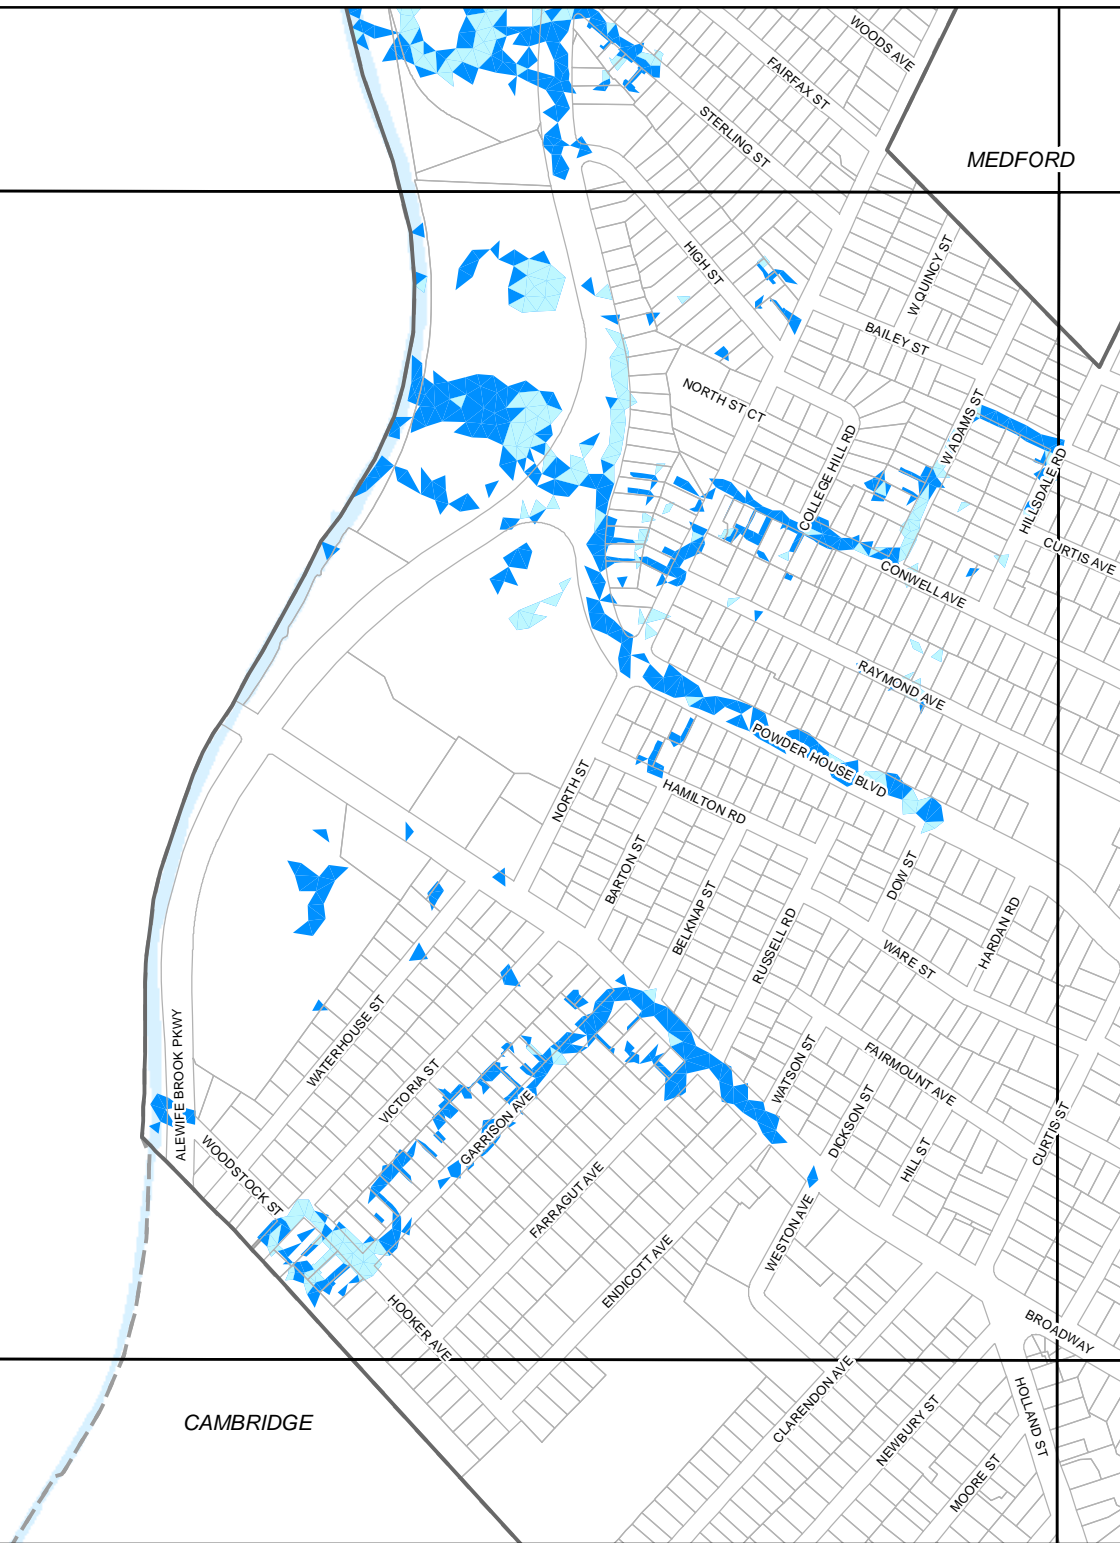 WOODS AVE
FAIRFAX ST
STERLING ST
MEDFORD
HIGH ST
W QUINCY ST
BAILEY ST
NORTH ST CT
W ADAMS ST
COLLEGE HILL RD
HILLSDALE RD
CURTIS AVE
CONWELL AVE
RAYMOND AVE
POWDER HOUSE BLVD
NORTH ST
HAMILTON RD
BARTON ST
DOW ST
BELKNAP ST
RUSSELL RD
HARDAN RD
WARE ST
WATERHOUSE ST
ALEWIFE BROOK PKWY
VICTORIA ST
WATSON ST
FAIRMOUNT AVE
GARRISON AVE
DICKSON ST
CURTIS ST
HILL ST
WOODSTOCK ST
FARRAGUT AVE
WESTON AVE
ENDICOTT AVE
HOOKER AVE
BROADWAY
CLARENDON AVE
HOLLAND ST
CAMBRIDGE
NEWBURY ST
MOORE ST